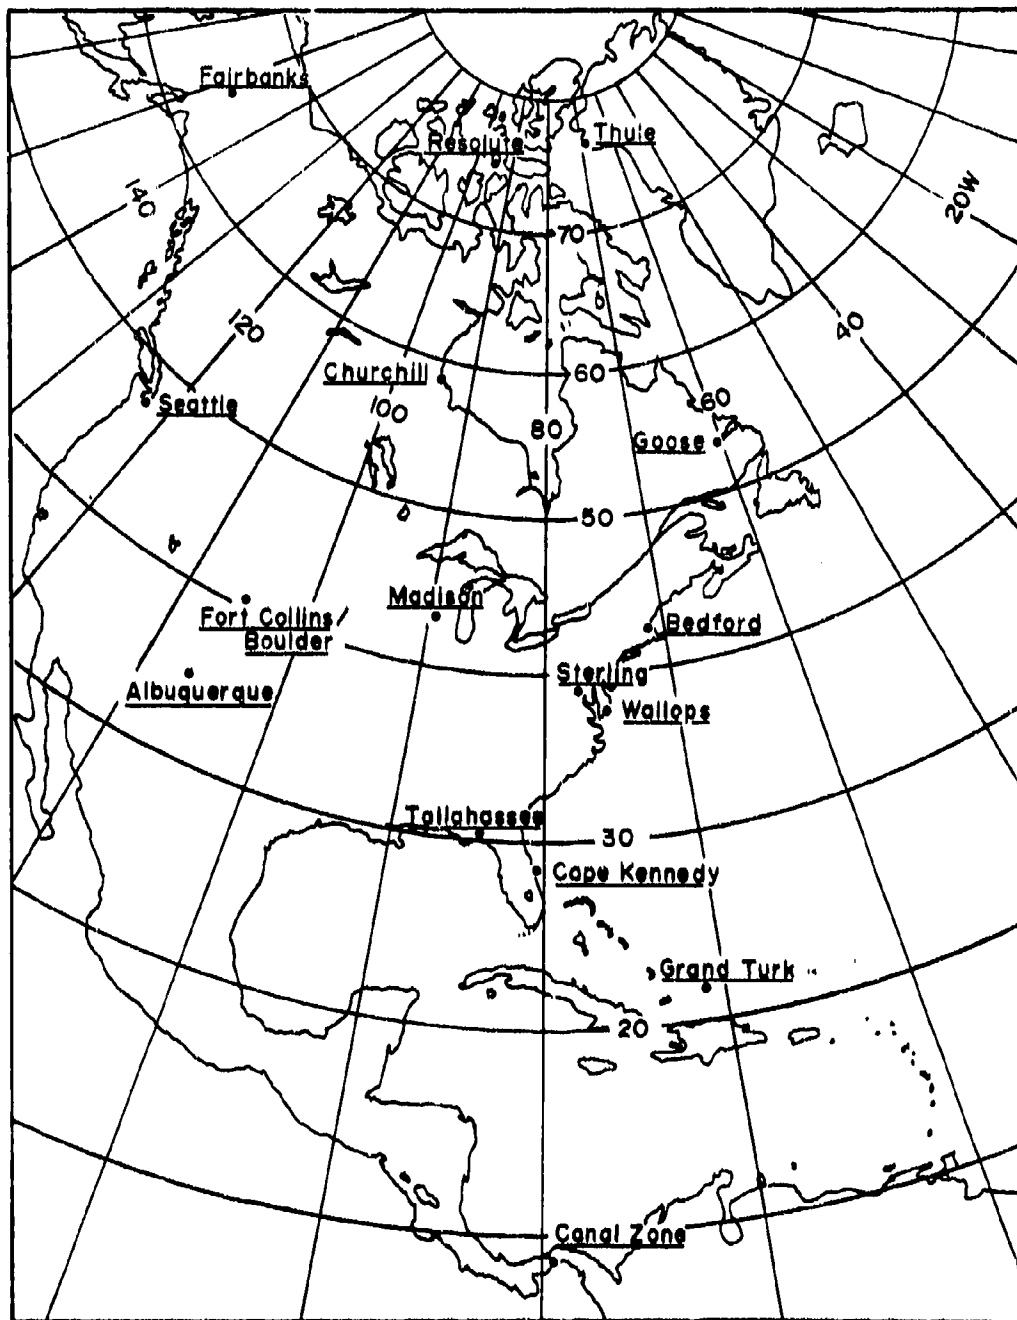 Fairbanks
Resolute
Thule
140
20W
70
120
40
Churchill
60
Seattle
100
60
80
Goose
50
Madison
Fort Collins
Boulder
Bedford
Sterling
Albuquerque
Wallops
Tallahassee
30
Cape Kennedy
Grand Turk
20
Canal Zone